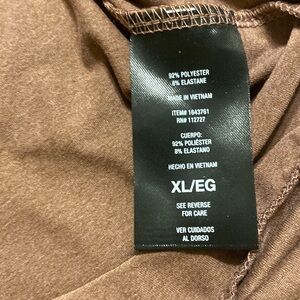 92% POLYESTER
8% ELASTANE
MADE IN VIETNAM
ITEM# 1643761
RN# 112727
CUERPO:
92% POLIÉSTER
8% ELASTANO
HECHO EN VIETNAM
XL/EG
SEE REVERSE
FOR CARE
VER CUIDADOS
AL DORSO